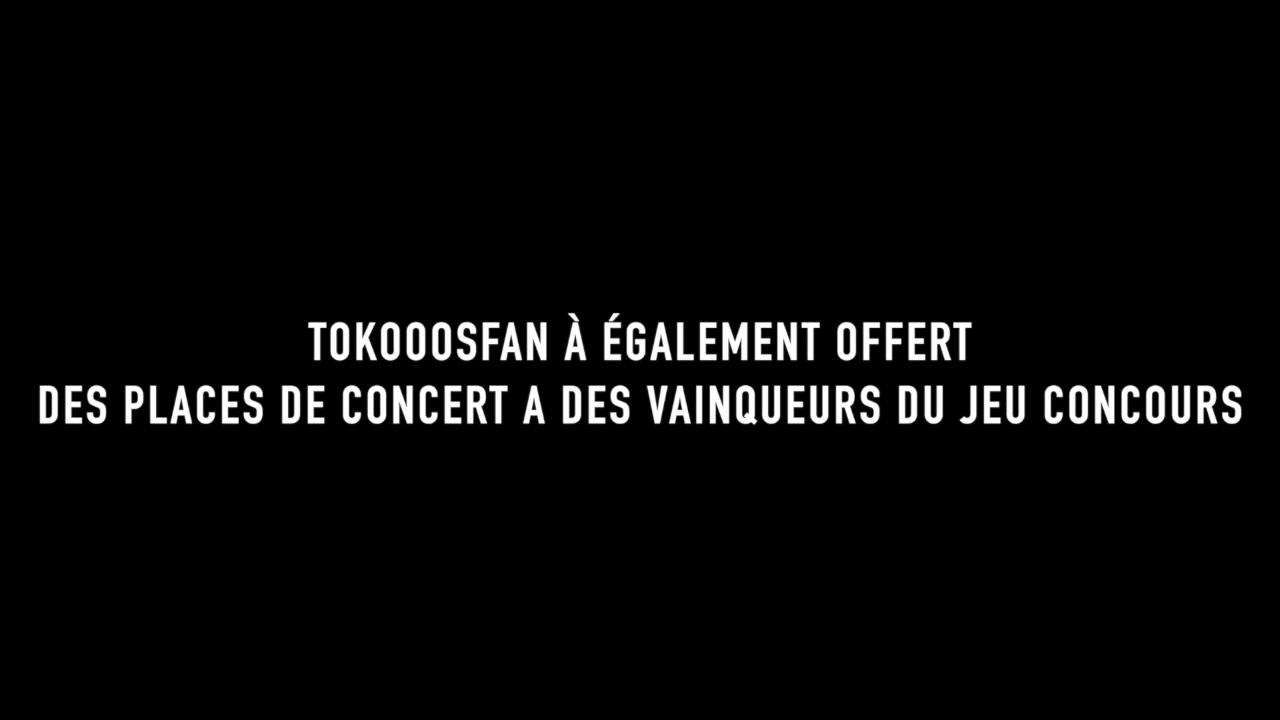 TOKOOOSFAN À ÉGALEMENT OFFERT
DES PLACES DE CONCERT A DES VAINQUEURS DU JEU CONCOURS